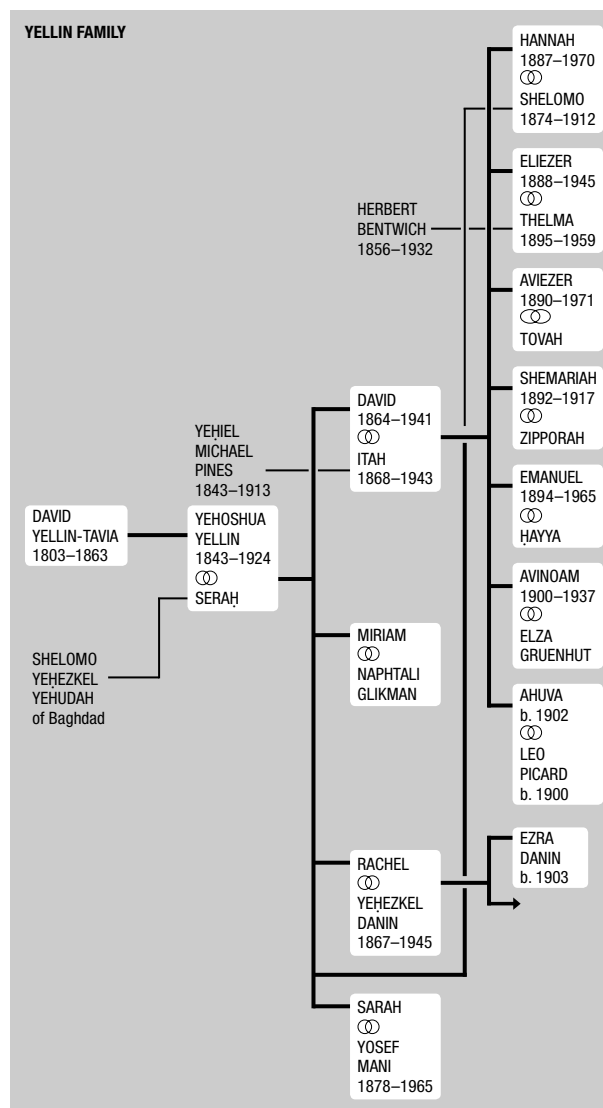 YELLIN FAMILY
DAVID
YELLIN-TAVIA
1803–1863
SHELOMO
YEḤEZKEL
YEHUDAH
of Baghdad
YEHOSHUA
YELLIN
1843–1924
SERAḤ
YEḤIEL
MICHAEL
PINES
1843–1913
DAVID
1864–1941
ITAH
1868–1943
MIRIAM
NAPHTALI
GLIKMAN
RACHEL
YEḤEZKEL
DANIN
1867–1945
SARAH
YOSEF
MANI
1878–1965
HERBERT
BENTWICH
1856–1932
HANNAH
1887–1970
SHELOMO
1874–1912
ELIEZER
1888–1945
THELMA
1895–1959
AVIEZER
1890–1971
TOVAH
SHEMARIAH
1892–1917
ZIPPORAH
EMANUEL
1894–1965
ḤAYYA
AVINOAM
1900–1937
ELZA
GRUENHUT
AHUVA
b. 1902
LEO
PICARD
b. 1900
EZRA
DANIN
b. 1903